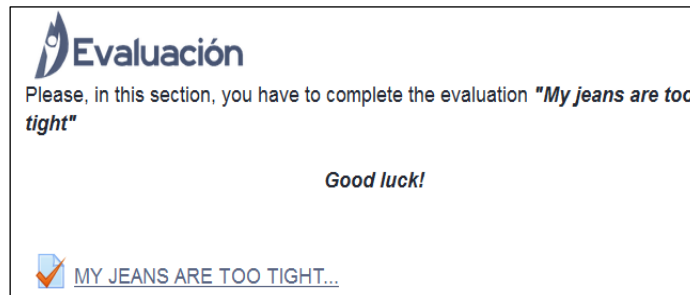 Evaluación
Please, in this section, you have to complete the evaluation "My jeans are too
tight"
Good luck!
MY JEANS ARE TOO TIGHT...